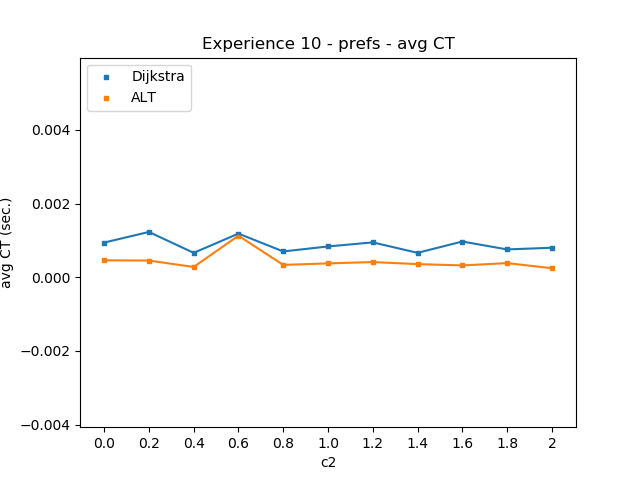 Experience 10 - prefs - avg CT
Dijkstra
ALT
avg CT (sec.)
0.004
0.002
0.000
−0.002
−0.004
0.0 0.2 0.4 0.6 0.8 1.0 1.2 1.4 1.6 1.8 2
c2